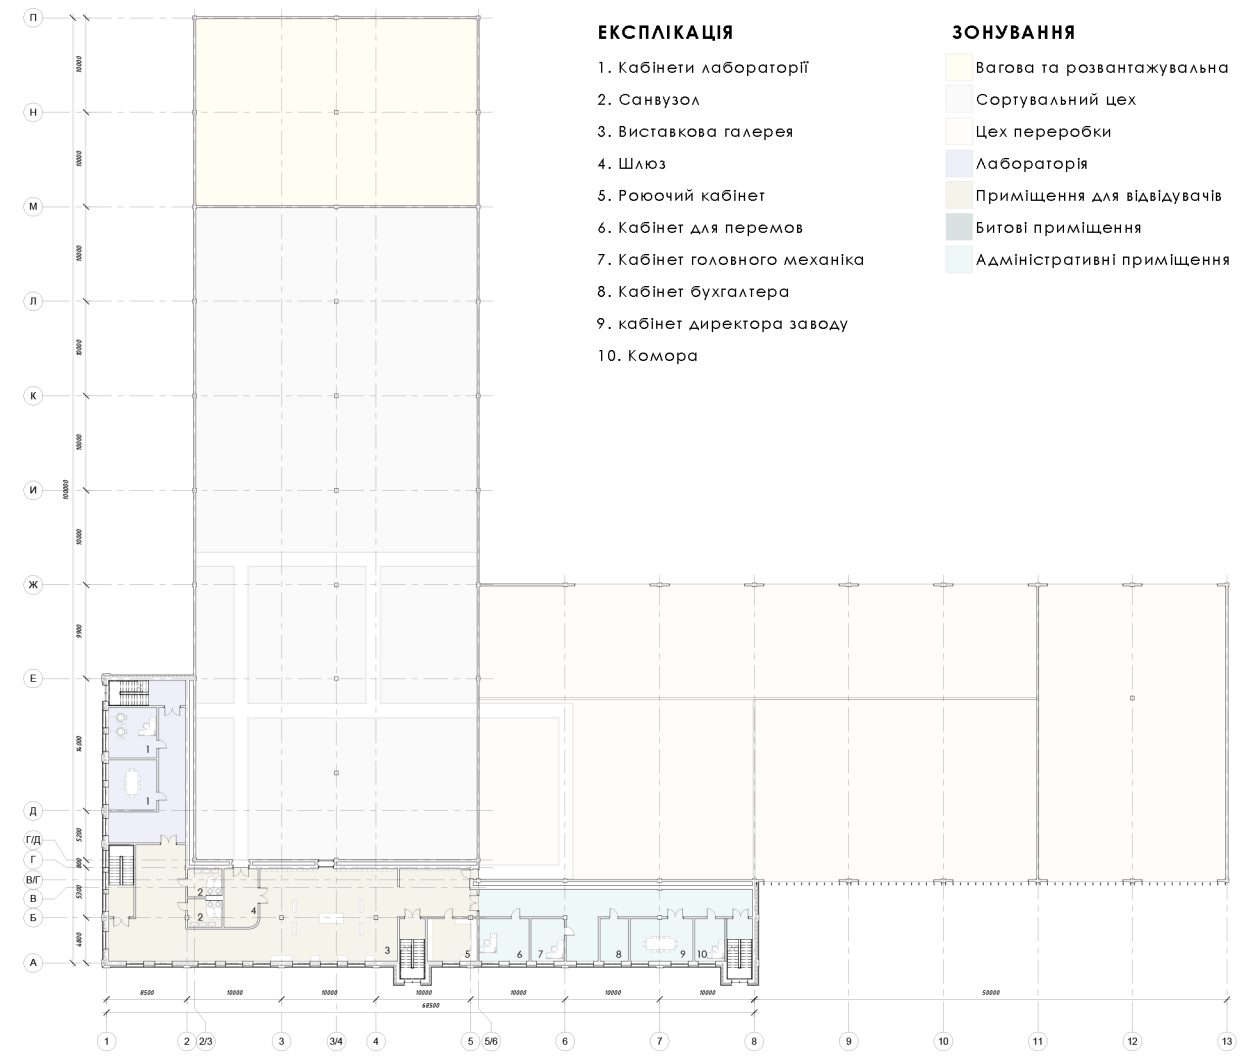 ЕКСПЛІКАЦІЯ
1. Кабінети лабораторії
2. Санвузол
3. Виставкова галерея
4. Шлюз
5. Роюочий кабінет
6. Кабінет для перемов
7. Кабінет головного механіка
8. Кабінет бухгалтера
9. кабінет директора заводу
10. Комора
ЗОНУВАННЯ
Вагова та розвантажувальна
Сортувальний цех
Цех переробки
Лабораторія
Приміщення для відвідувачів
Битові приміщення
Адміністративні приміщення
П
Н
М
Л
К
И
Ж
Е
Д
Г/Д
Г
В/Г
В
Б
А
10000
10000
10000
10000
10000
10000
9900
14000
5200
800
5300
4800
100000
1
1
2
2
4
3
5
6
7
8
9
10
8500
10000
10000
10000
10000
10000
10000
50000
68500
1
2
2/3
3
3/4
4
5
5/6
6
7
8
9
10
11
12
13